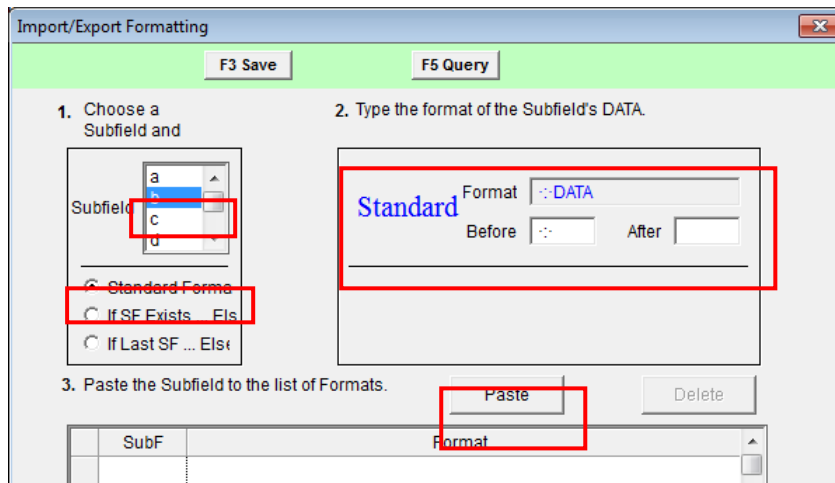 Import/Export Formatting
F3 Save F5 Query
1. Choose a
Subfield and
2. Type the format of the Subfield's DATA.
a
b
Subfield
c
d
Standard Forma
If SF Exists ... Els
If Last SF ... Else
Standard
Format -:-DATA
Before -:- After
3. Paste the Subfield to the list of Formats.
Paste Delete
SubF Format